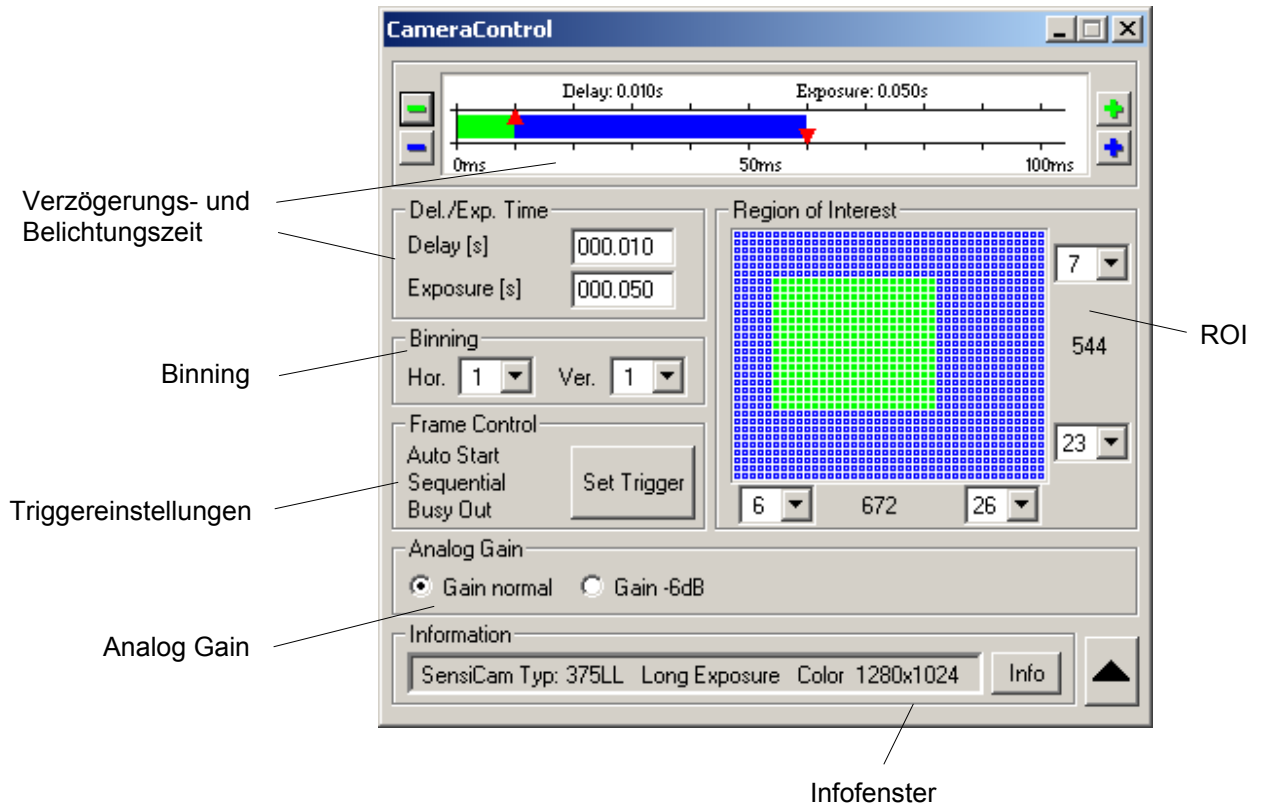 CameraControl
Delay: 0.010s Exposure: 0.050s
0ms 50ms 100ms
Verzögerungs- und
Belichtungszeit
Del./Exp. Time
Delay [s] 000.010
Exposure [s] 000.050
Region of Interest
7
544
23
6 672 26
ROI
Binning
Binning
Hor. 1 Ver. 1
Triggereinstellungen
Frame Control
Auto Start
Sequential
Busy Out
Set Trigger
Analog Gain
Gain normal Gain -6dB
Analog Gain
Information
SensiCam Typ: 375LL Long Exposure Color 1280x1024 Info
Infofenster